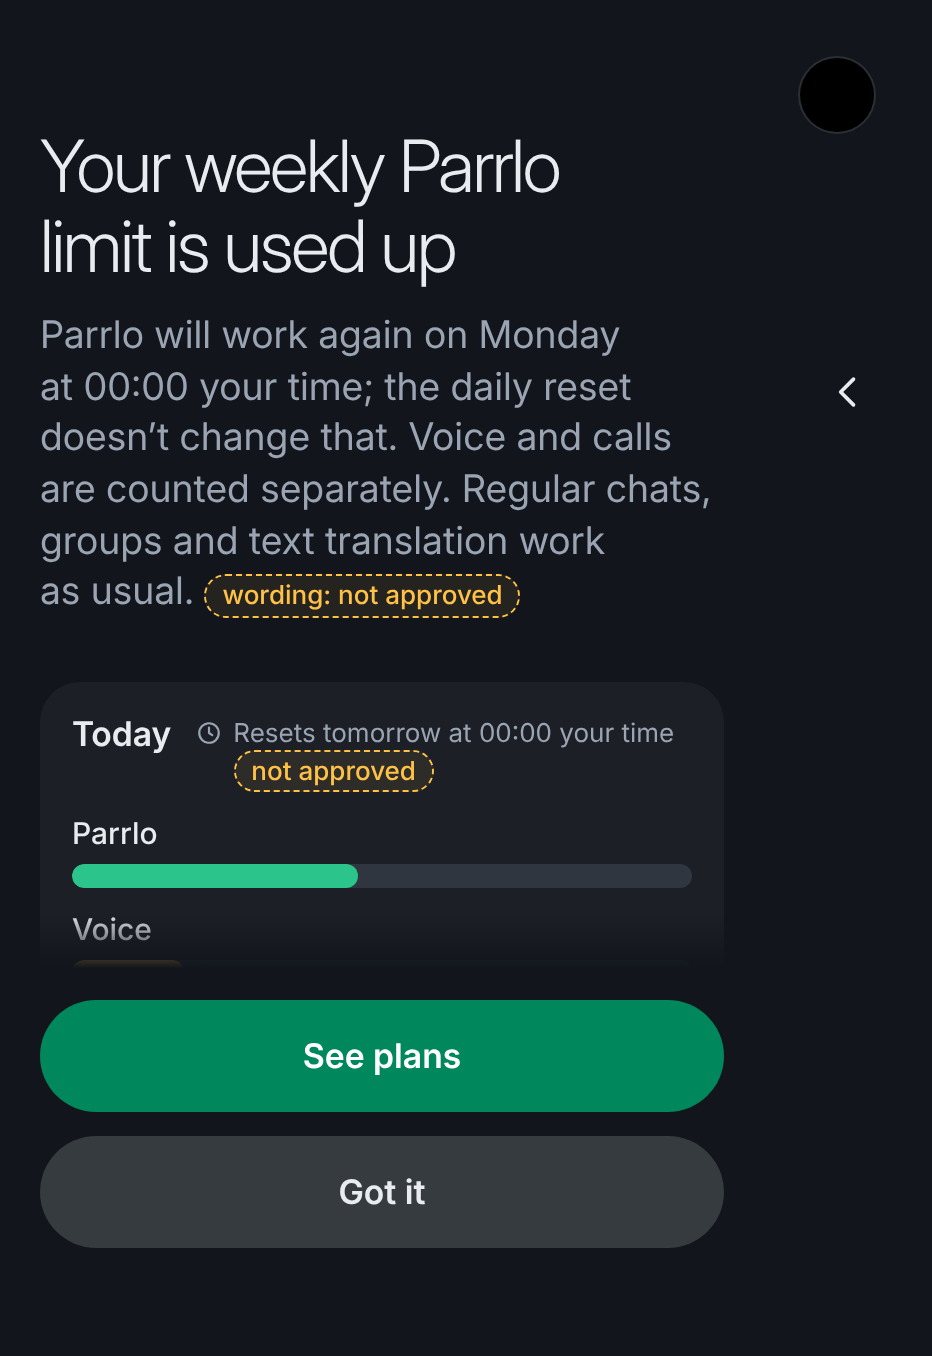 Your weekly Parrlo
limit is used up
Parrlo will work again on Monday
at 00:00 your time; the daily reset
doesn’t change that. Voice and calls
are counted separately. Regular chats,
groups and text translation work
as usual. wording: not approved
Today Resets tomorrow at 00:00 your time
not approved
Parrlo
Voice
See plans
Got it